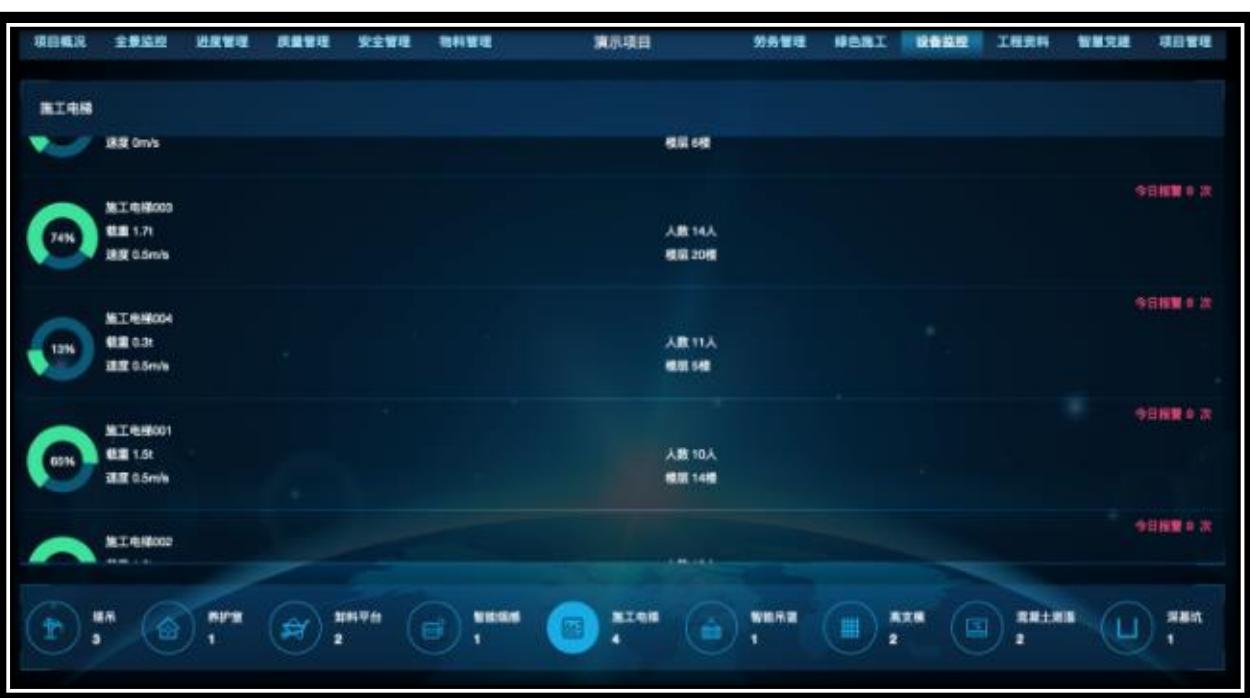 项目概况 全景监控 进度管理 质量管理 安全管理 物料管理 演示项目 劳务管理 绿色施工 设备监控 工程资料 智慧党建 项目管理
施工电梯
速度 0m/s 楼层 6楼
今日报警 0 次
施工电梯003
74% 载重 1.7t 人数 14人
速度 0.5m/s 楼层 20楼
今日报警 0 次
施工电梯004
13% 载重 0.3t 人数 11人
速度 0.5m/s 楼层 5楼
今日报警 0 次
施工电梯001
65% 载重 1.5t 人数 10人
速度 0.5m/s 楼层 14楼
今日报警 0 次
施工电梯002
塔吊 养护室 卸料平台 智能烟感 施工电梯 智能吊篮 高支模 混凝土测温 深基坑
3 1 2 1 4 1 2 2 1